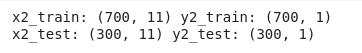 x2_train: (700, 11) y2_train: (700, 1)
x2_test: (300, 11) y2_test: (300, 1)